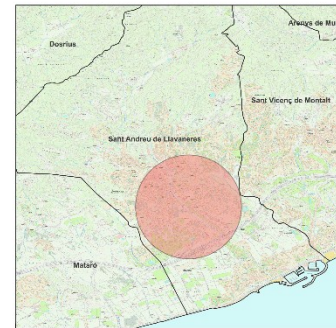 Arenys de Mu
Dosrius
Sant Vicenç de Montalt
Sant Andreu de Llavaneres
Mataró